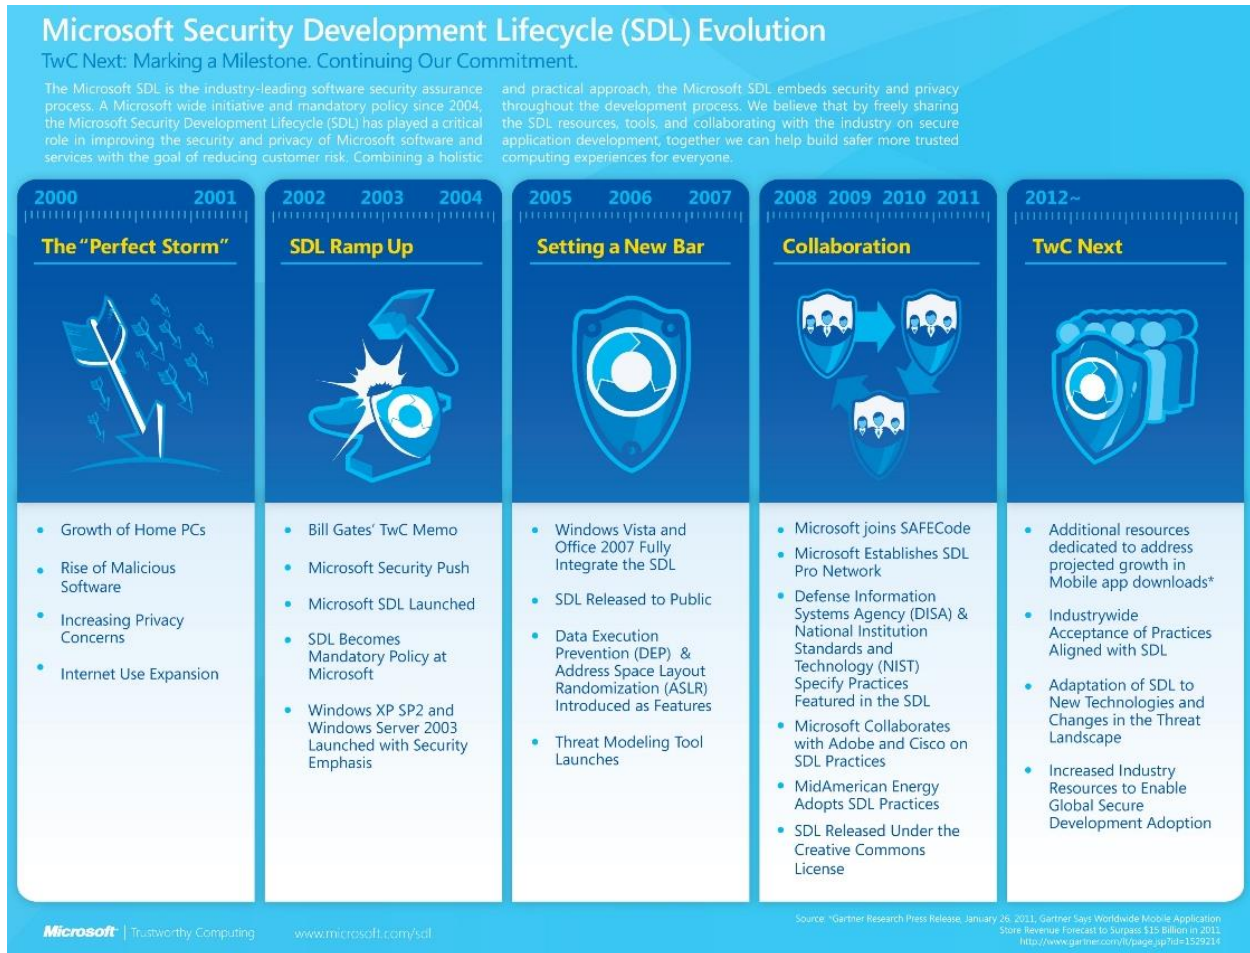 Microsoft Security Development Lifecycle (SDL) Evolution
TwC Next: Marking a Milestone. Continuing Our Commitment.
The Microsoft SDL is the industry-leading software security assurance
process. A Microsoft wide initiative and mandatory policy since 2004,
the Microsoft Security Development Lifecycle (SDL) has played a critical
role in improving the security and privacy of Microsoft software and
services with the goal of reducing customer risk. Combining a holistic
and practical approach, the Microsoft SDL embeds security and privacy
throughout the development process. We believe that by freely sharing
the SDL resources, tools, and collaborating with the industry on secure
application development, together we can help build safer more trusted
computing experiences for everyone.
2000 2001
The "Perfect Storm"
• Growth of Home PCs
• Rise of Malicious
Software
• Increasing Privacy
Concerns
• Internet Use Expansion
2002 2003 2004
SDL Ramp Up
• Bill Gates' TwC Memo
• Microsoft Security Push
• Microsoft SDL Launched
• SDL Becomes
Mandatory Policy at
Microsoft
• Windows XP SP2 and
Windows Server 2003
Launched with Security
Emphasis
2005 2006 2007
Setting a New Bar
• Windows Vista and
Office 2007 Fully
Integrate the SDL
• SDL Released to Public
• Data Execution
Prevention (DEP) &
Address Space Layout
Randomization (ASLR)
Introduced as Features
• Threat Modeling Tool
Launches
2008 2009 2010 2011
Collaboration
• Microsoft joins SAFECode
• Microsoft Establishes SDL
Pro Network
• Defense Information
Systems Agency (DISA) &
National Institution
Standards and
Technology (NIST)
Specify Practices
Featured in the SDL
• Microsoft Collaborates
with Adobe and Cisco on
SDL Practices
• MidAmerican Energy
Adopts SDL Practices
• SDL Released Under the
Creative Commons
License
2012~
TwC Next
• Additional resources
dedicated to address
projected growth in
Mobile app downloads*
• Industrywide
Acceptance of Practices
Aligned with SDL
• Adaptation of SDL to
New Technologies and
Changes in the Threat
Landscape
• Increased Industry
Resources to Enable
Global Secure
Development Adoption
Microsoft | Trustworthy Computing www.microsoft.com/sdl
Source: *Gartner Research Press Release, January 26, 2011, Gartner Says Worldwide Mobile Application
Store Revenue Forecast to Surpass $15 Billion in 2011
http://www.gartner.com/it/page.jsp?id=1529214